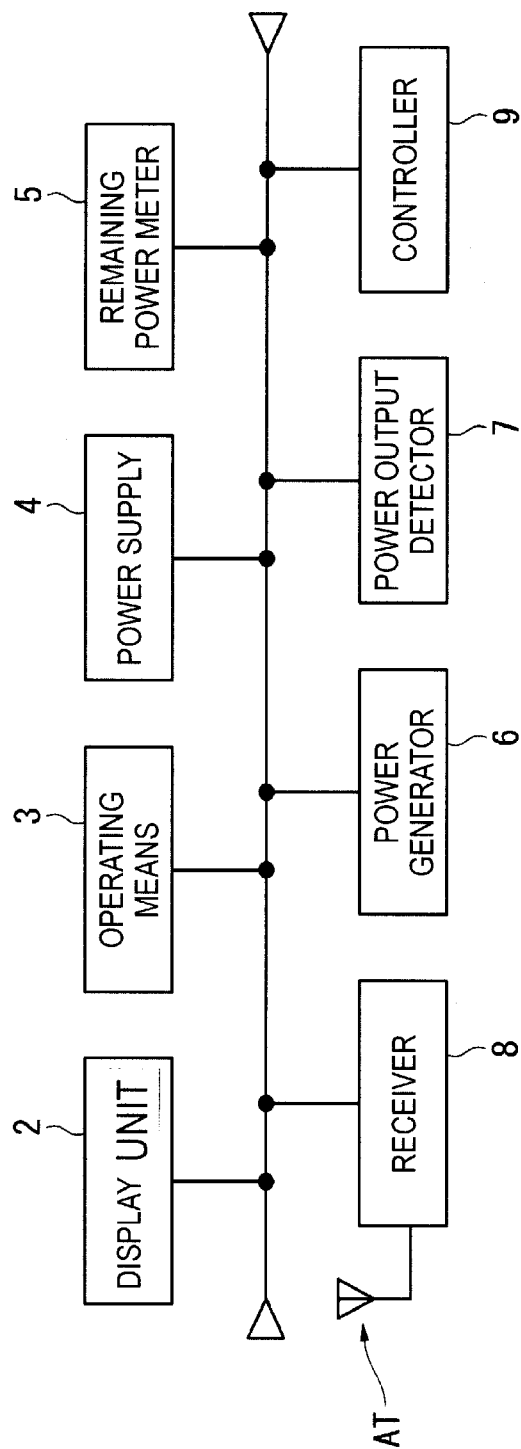 2
DISPLAY UNIT
3
OPERATING
MEANS
4
POWER SUPPLY
5
REMAINING
POWER METER
AT
RECEIVER
8
POWER
GENERATOR
6
POWER OUTPUT
DETECTOR
7
CONTROLLER
9